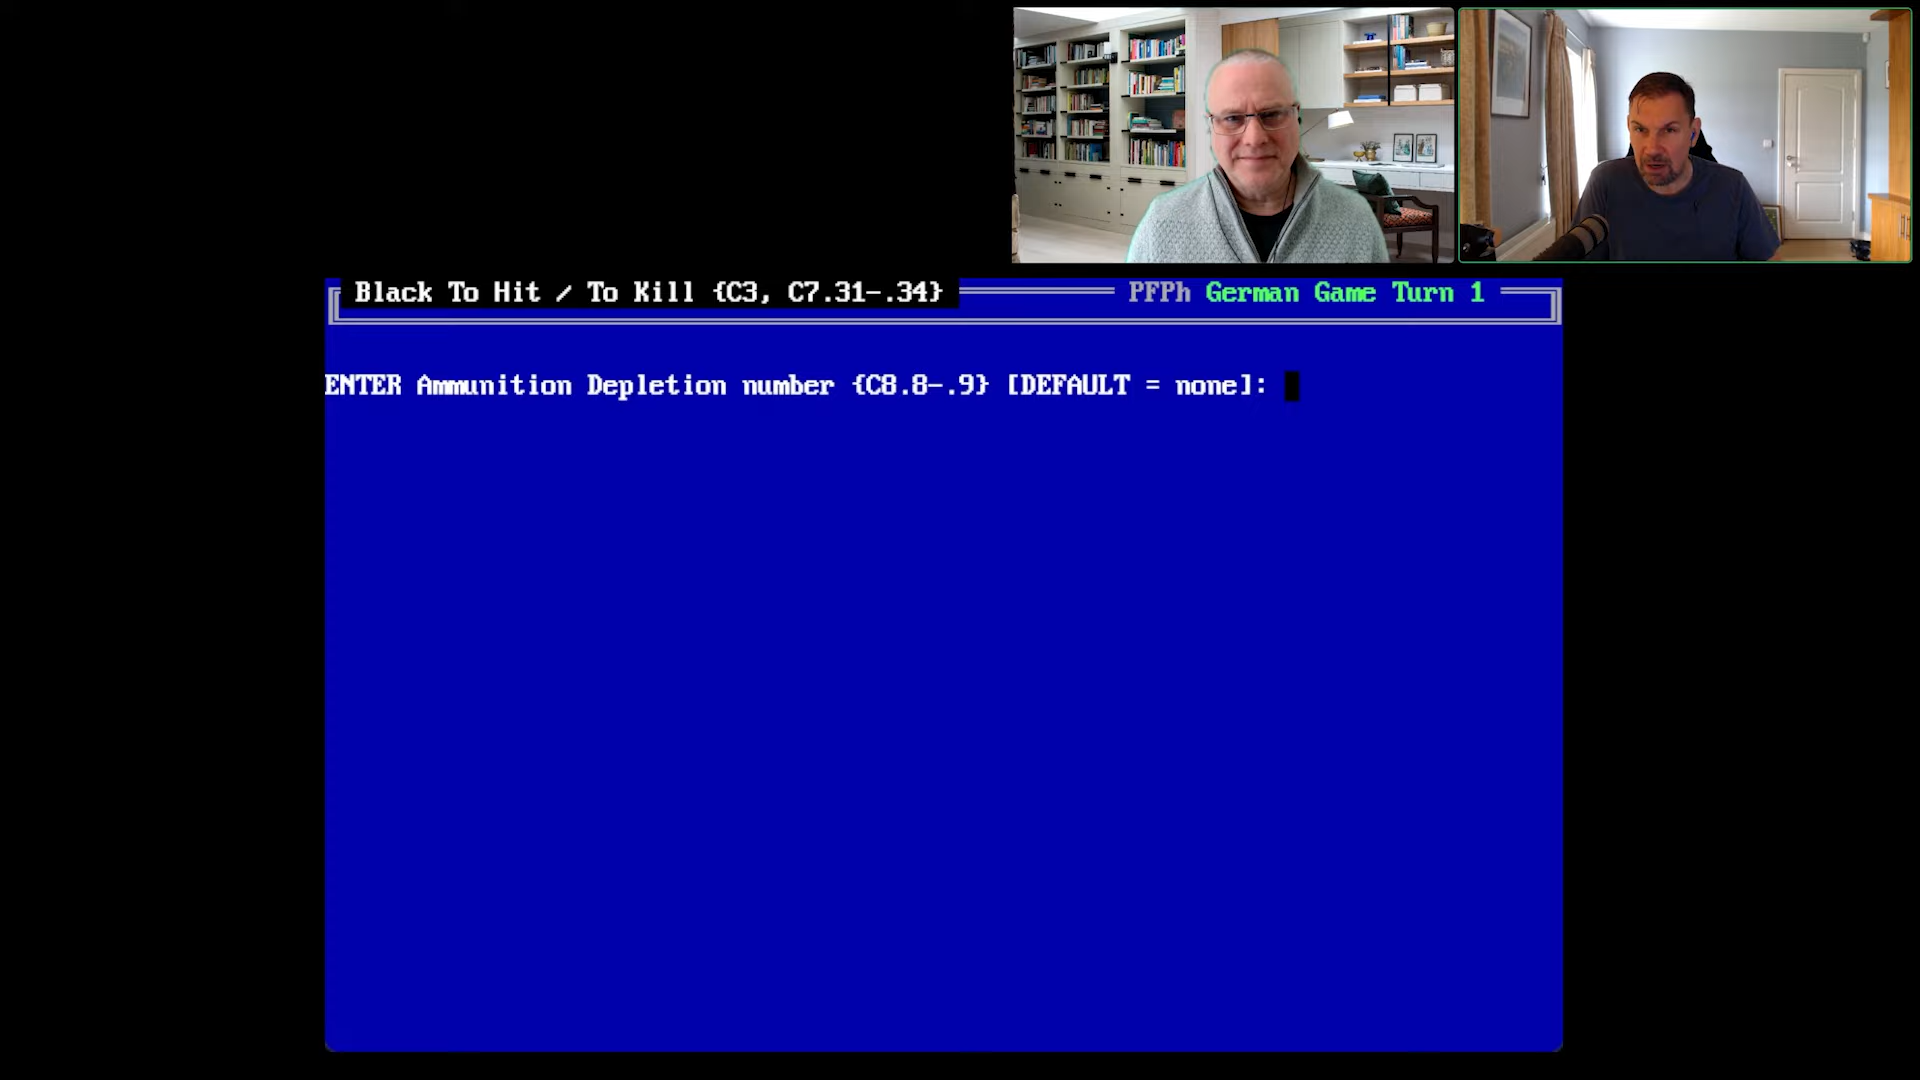 Black To Hit / To Kill {C3, C7.31-.34} PFPh German Game Turn 1
ENTER Ammunition Depletion number {C8.8-.9} [DEFAULT = none]: